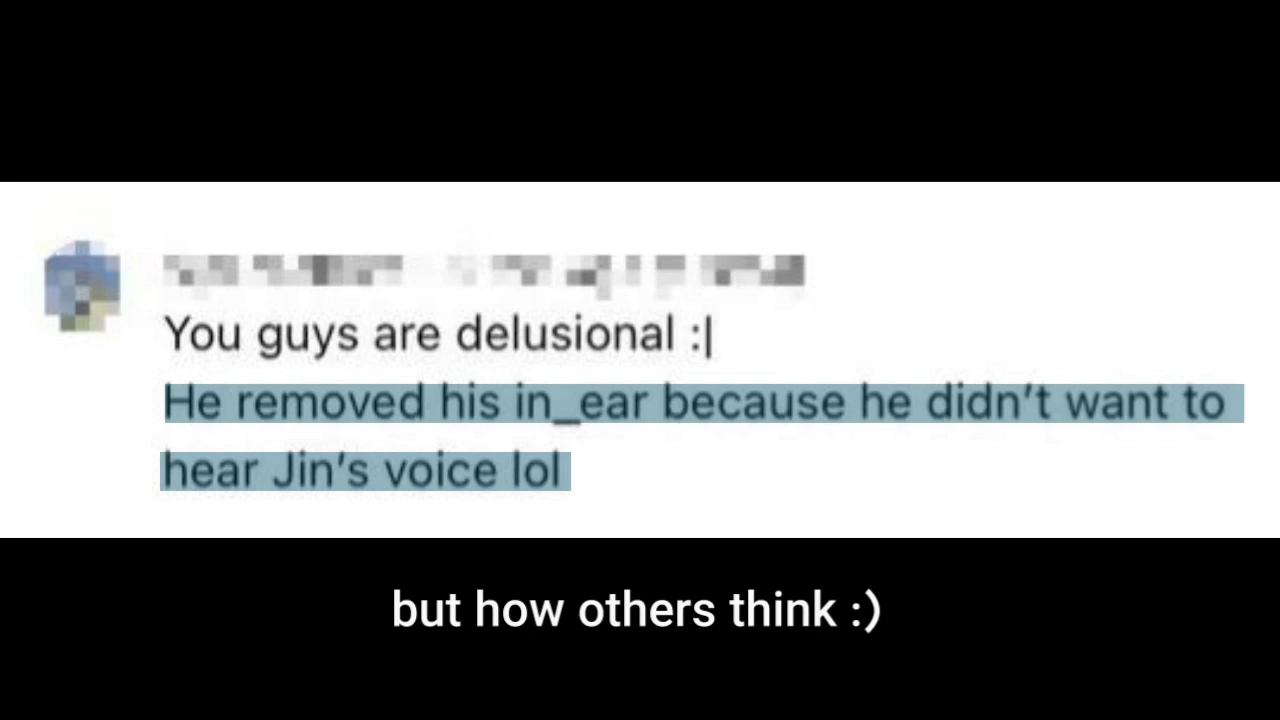 You guys are delusional :|
He removed his in_ear because he didn't want to
hear Jin's voice lol
but how others think :)